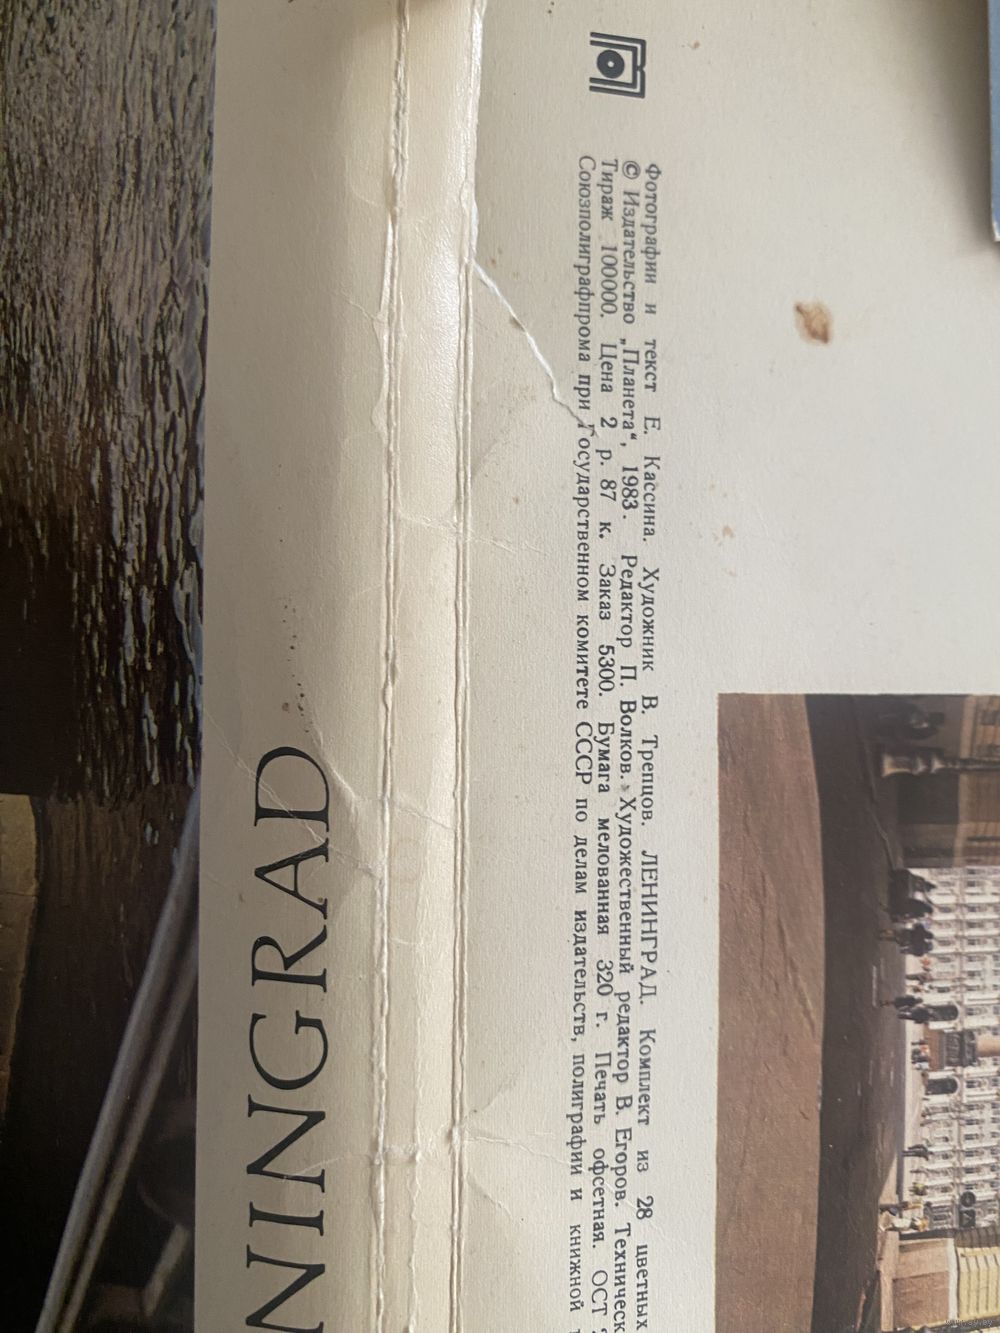 Фотографии и текст Е. Кассина. Художник В. Трепцов. ЛЕНИНГРАД. Комплект из 28 цветных
© Издательство „Планета“, 1983. Редактор П. Волков. Художественный редактор В. Егоров. Техническ
Тираж 100000. Цена 2 р. 87 к. Заказ 5300. Бумага мелованная 320 г. Печать офсетная. ОСТ
Союзполиграфпрома при Государственном комитете СССР по делам издательств, полиграфии и книжной
NINGRAD